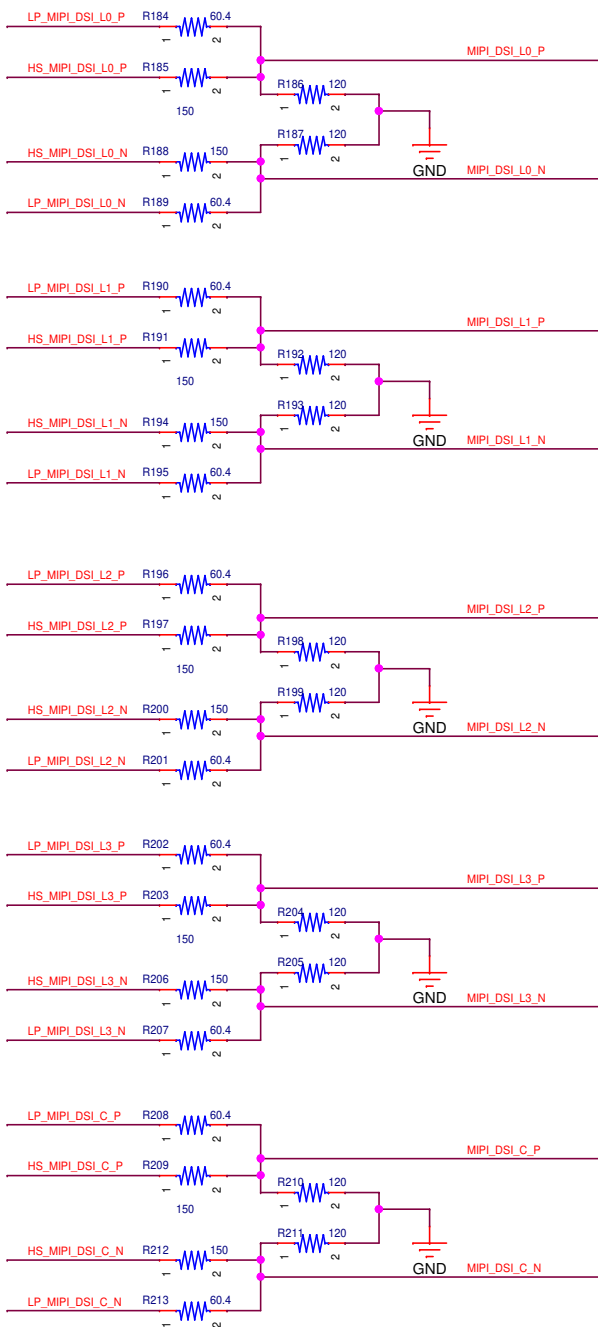 LP_MIPI_DSI_L0_P R184 60.4
1 2
MIPI_DSI_L0_P
HS_MIPI_DSI_L0_P R185
1 2
150
R186 120
1 2
R187 120
1 2
GND
HS_MIPI_DSI_L0_N R188 150
1 2
MIPI_DSI_L0_N
LP_MIPI_DSI_L0_N R189 60.4
1 2
LP_MIPI_DSI_L1_P R190 60.4
1 2
MIPI_DSI_L1_P
HS_MIPI_DSI_L1_P R191
1 2
150
R192 120
1 2
R193 120
1 2
GND
HS_MIPI_DSI_L1_N R194 150
1 2
MIPI_DSI_L1_N
LP_MIPI_DSI_L1_N R195 60.4
1 2
LP_MIPI_DSI_L2_P R196 60.4
1 2
MIPI_DSI_L2_P
HS_MIPI_DSI_L2_P R197
1 2
150
R198 120
1 2
R199 120
1 2
GND
HS_MIPI_DSI_L2_N R200 150
1 2
MIPI_DSI_L2_N
LP_MIPI_DSI_L2_N R201 60.4
1 2
LP_MIPI_DSI_L3_P R202 60.4
1 2
MIPI_DSI_L3_P
HS_MIPI_DSI_L3_P R203
1 2
150
R204 120
1 2
R205 120
1 2
GND
HS_MIPI_DSI_L3_N R206 150
1 2
MIPI_DSI_L3_N
LP_MIPI_DSI_L3_N R207 60.4
1 2
LP_MIPI_DSI_C_P R208 60.4
1 2
MIPI_DSI_C_P
HS_MIPI_DSI_C_P R209
1 2
150
R210 120
1 2
R211 120
1 2
GND
HS_MIPI_DSI_C_N R212 150
1 2
MIPI_DSI_C_N
LP_MIPI_DSI_C_N R213 60.4
1 2